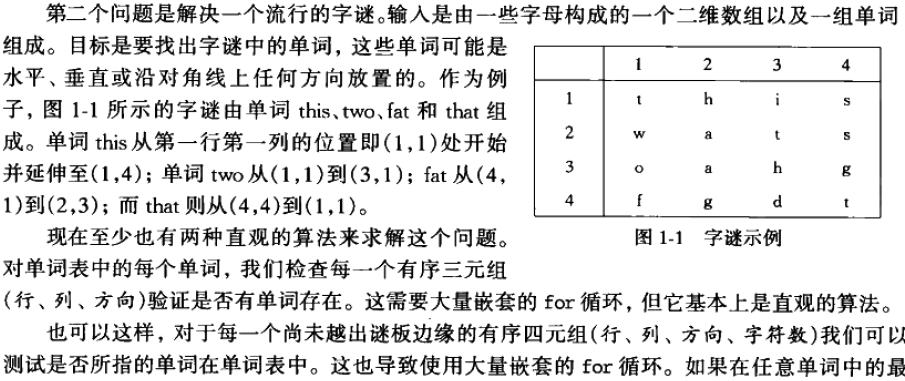 第二个问题是解决一个流行的字谜。输入是由一些字母构成的一个二维数组以及一组单词
组成。目标是要找出字谜中的单词，这些单词可能是
水平、垂直或沿对角线上任何方向放置的。作为例
子，图 1-1 所示的字谜由单词 this、two、fat 和 that 组
成。单词 this 从第一行第一列的位置即(1,1)处开始
并延伸至(1,4)；单词 two 从(1,1)到(3,1)；fat 从(4,
1)到(2,3)；而 that 则从(4,4)到(1,1)。
1 2 3 4
1 t h i s
2 w a t s
3 o a h g
4 f g d t
图 1-1 字谜示例
现在至少也有两种直观的算法来求解这个问题。
对单词表中的每个单词，我们检查每一个有序三元组
(行、列、方向)验证是否有单词存在。这需要大量嵌套的 for 循环，但它基本上是直观的算法。
也可以这样，对于每一个尚未越出谜板边缘的有序四元组(行、列、方向、字符数)我们可以
测试是否所指的单词在单词表中。这也导致使用大量嵌套的 for 循环。如果在任意单词中的最